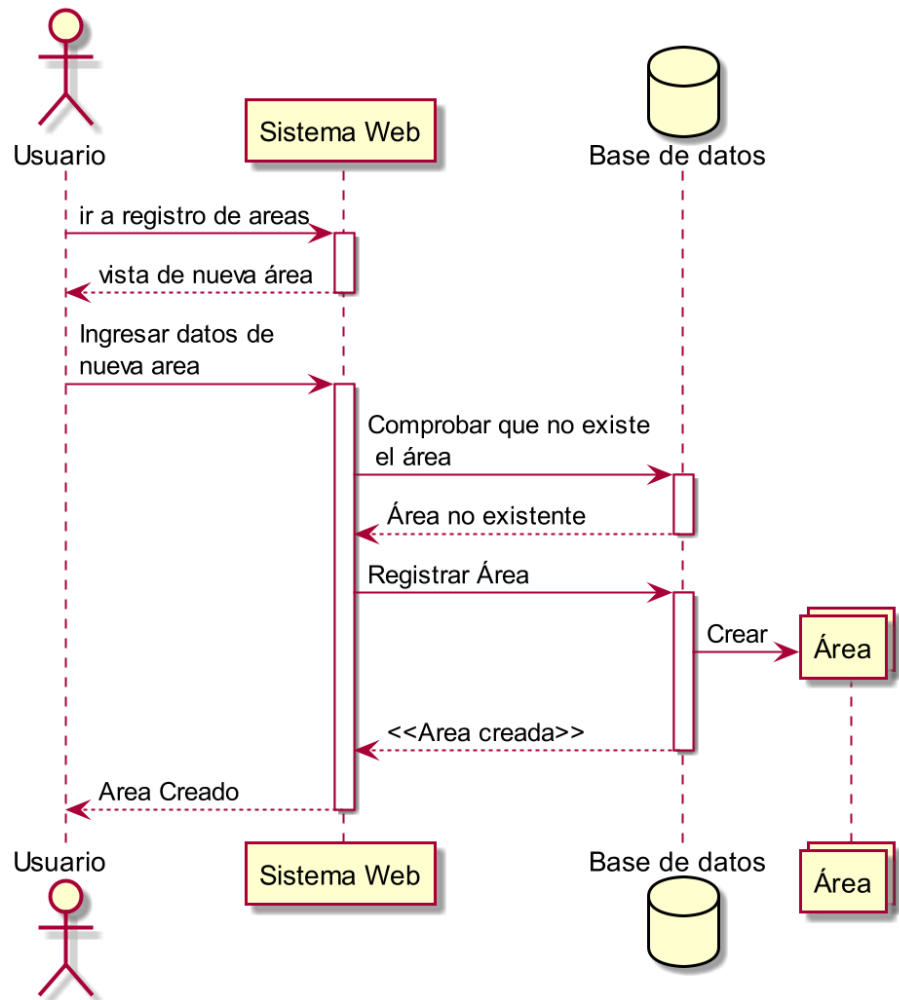 Usuario
Sistema Web
Base de datos
ir a registro de areas
vista de nueva área
Ingresar datos de
nueva area
Comprobar que no existe
el área
Área no existente
Registrar Área
Crear
Área
<<Area creada>>
Area Creado
Usuario
Sistema Web
Base de datos
Área